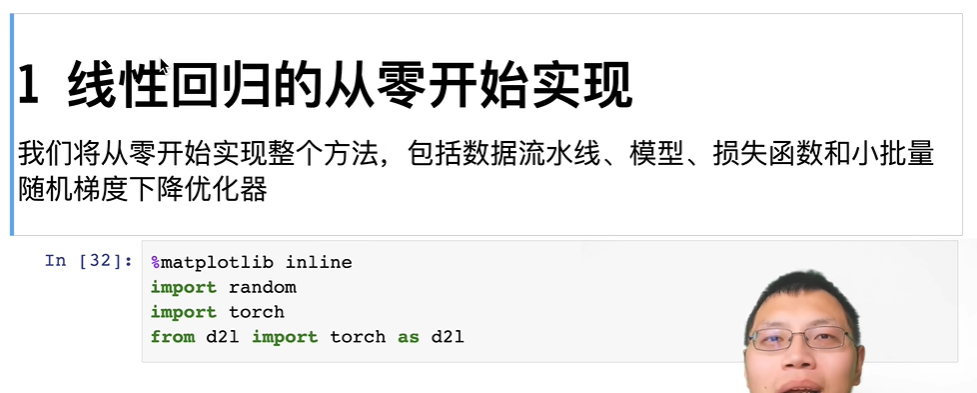 1 线性回归的从零开始实现
我们将从零开始实现整个方法，包括数据流水线、模型、损失函数和小批量
随机梯度下降优化器
In [32]: %matplotlib inline
import random
import torch
from d2l import torch as d2l